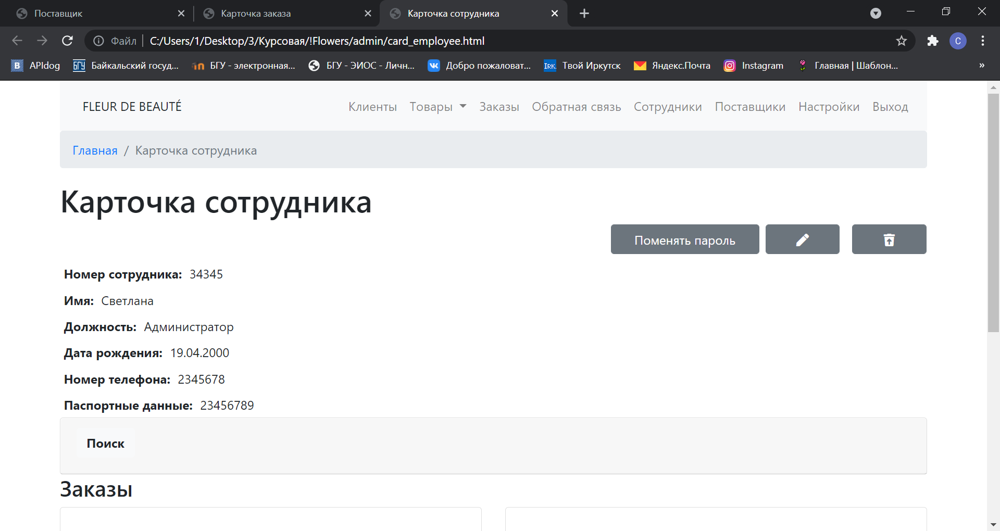 Поставщик
Карточка заказа
Карточка сотрудника
Файл
C:/Users/1/Desktop/3/Курсовая/!Flowers/admin/card_employee.html
С
B APIdog
БГУ Байкальский госуд...
БГУ - электронная...
БГУ - ЭИОС - Личн...
Добро пожаловат...
IRK. Твой Иркутск
Яндекс.Почта
Instagram
Главная | Шаблон...
»
FLEUR DE BEAUTÉ
Клиенты
Товары
Заказы
Обратная связь
Сотрудники
Поставщики
Настройки
Выход
Главная / Карточка сотрудника
Карточка сотрудника
Поменять пароль
Номер сотрудника: 34345
Имя: Светлана
Должность: Администратор
Дата рождения: 19.04.2000
Номер телефона: 2345678
Паспортные данные: 23456789
Поиск
Заказы